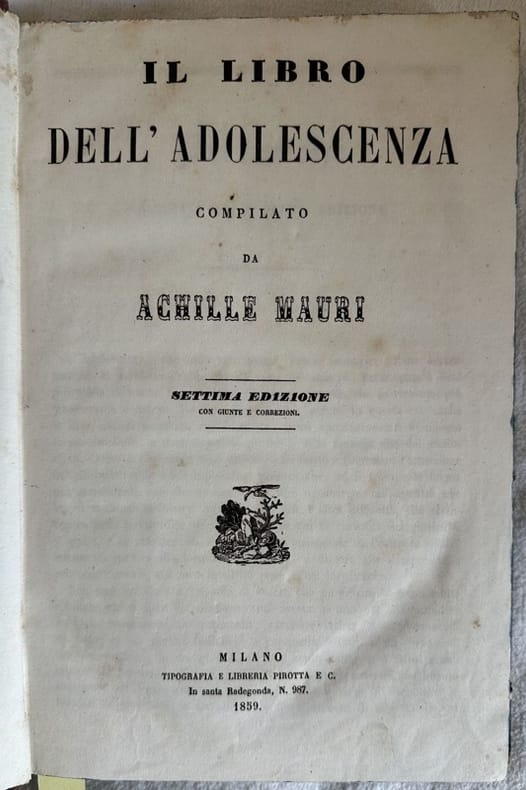 IL LIBRO
DELL' ADOLESCENZA
COMPILATO
DA
ACHILLE MAURI
SETTIMA EDIZIONE
CON GIUNTE E CORREZIONI.
MILANO
TIPOGRAFIA E LIBRERIA PIROTTA E C.
In santa Radegonda, N. 987.
1859.